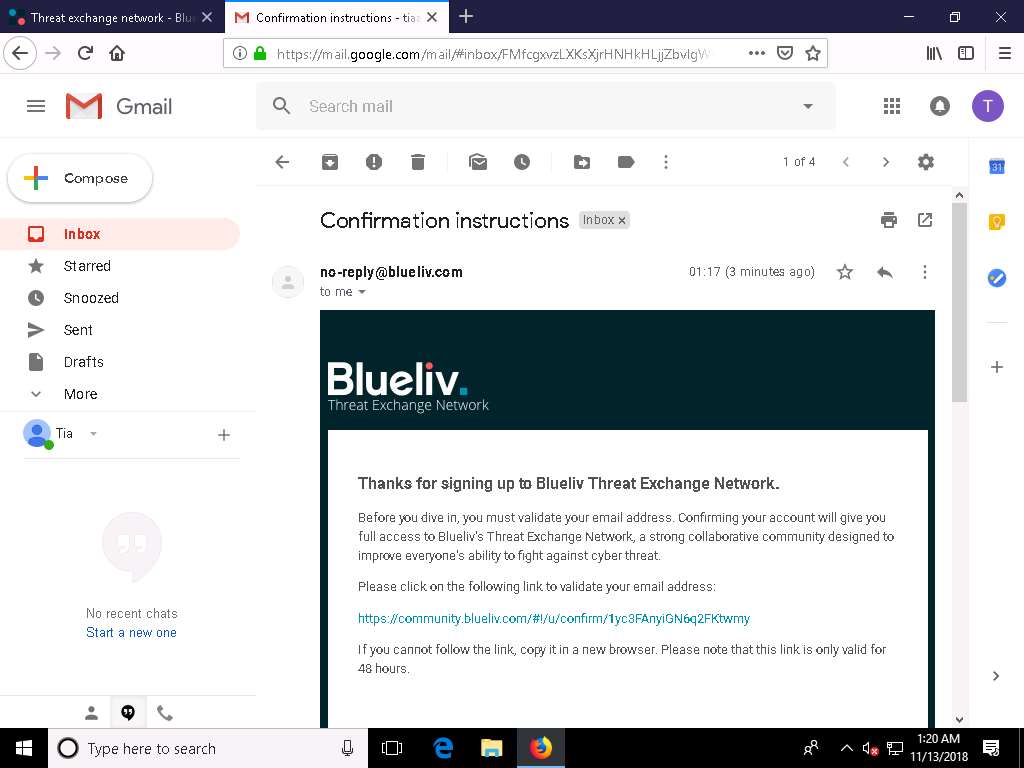 Threat exchange network - Blu
Confirmation instructions - tia
https://mail.google.com/mail/#inbox/FMfcgxvzLXKsXjrHNHkHLjjZbvlgW
Gmail
Search mail
T
Compose
1 of 4
31
Inbox
Starred
Snoozed
Sent
Drafts
More
Tia
No recent chats
Start a new one
Confirmation instructions
Inbox x
no-reply@blueliv.com
01:17 (3 minutes ago)
to me
Blueliv.
Threat Exchange Network
Thanks for signing up to Blueliv Threat Exchange Network.
Before you dive in, you must validate your email address. Confirming your account will give you
full access to Blueliv's Threat Exchange Network, a strong collaborative community designed to
improve everyone's ability to fight against cyber threat.
Please click on the following link to validate your email address:
https://community.blueliv.com/#!/u/confirm/1yc3FAnyiGN6q2FKtwmy
If you cannot follow the link, copy it in a new browser. Please note that this link is only valid for
48 hours.
Type here to search
1:20 AM
11/13/2018